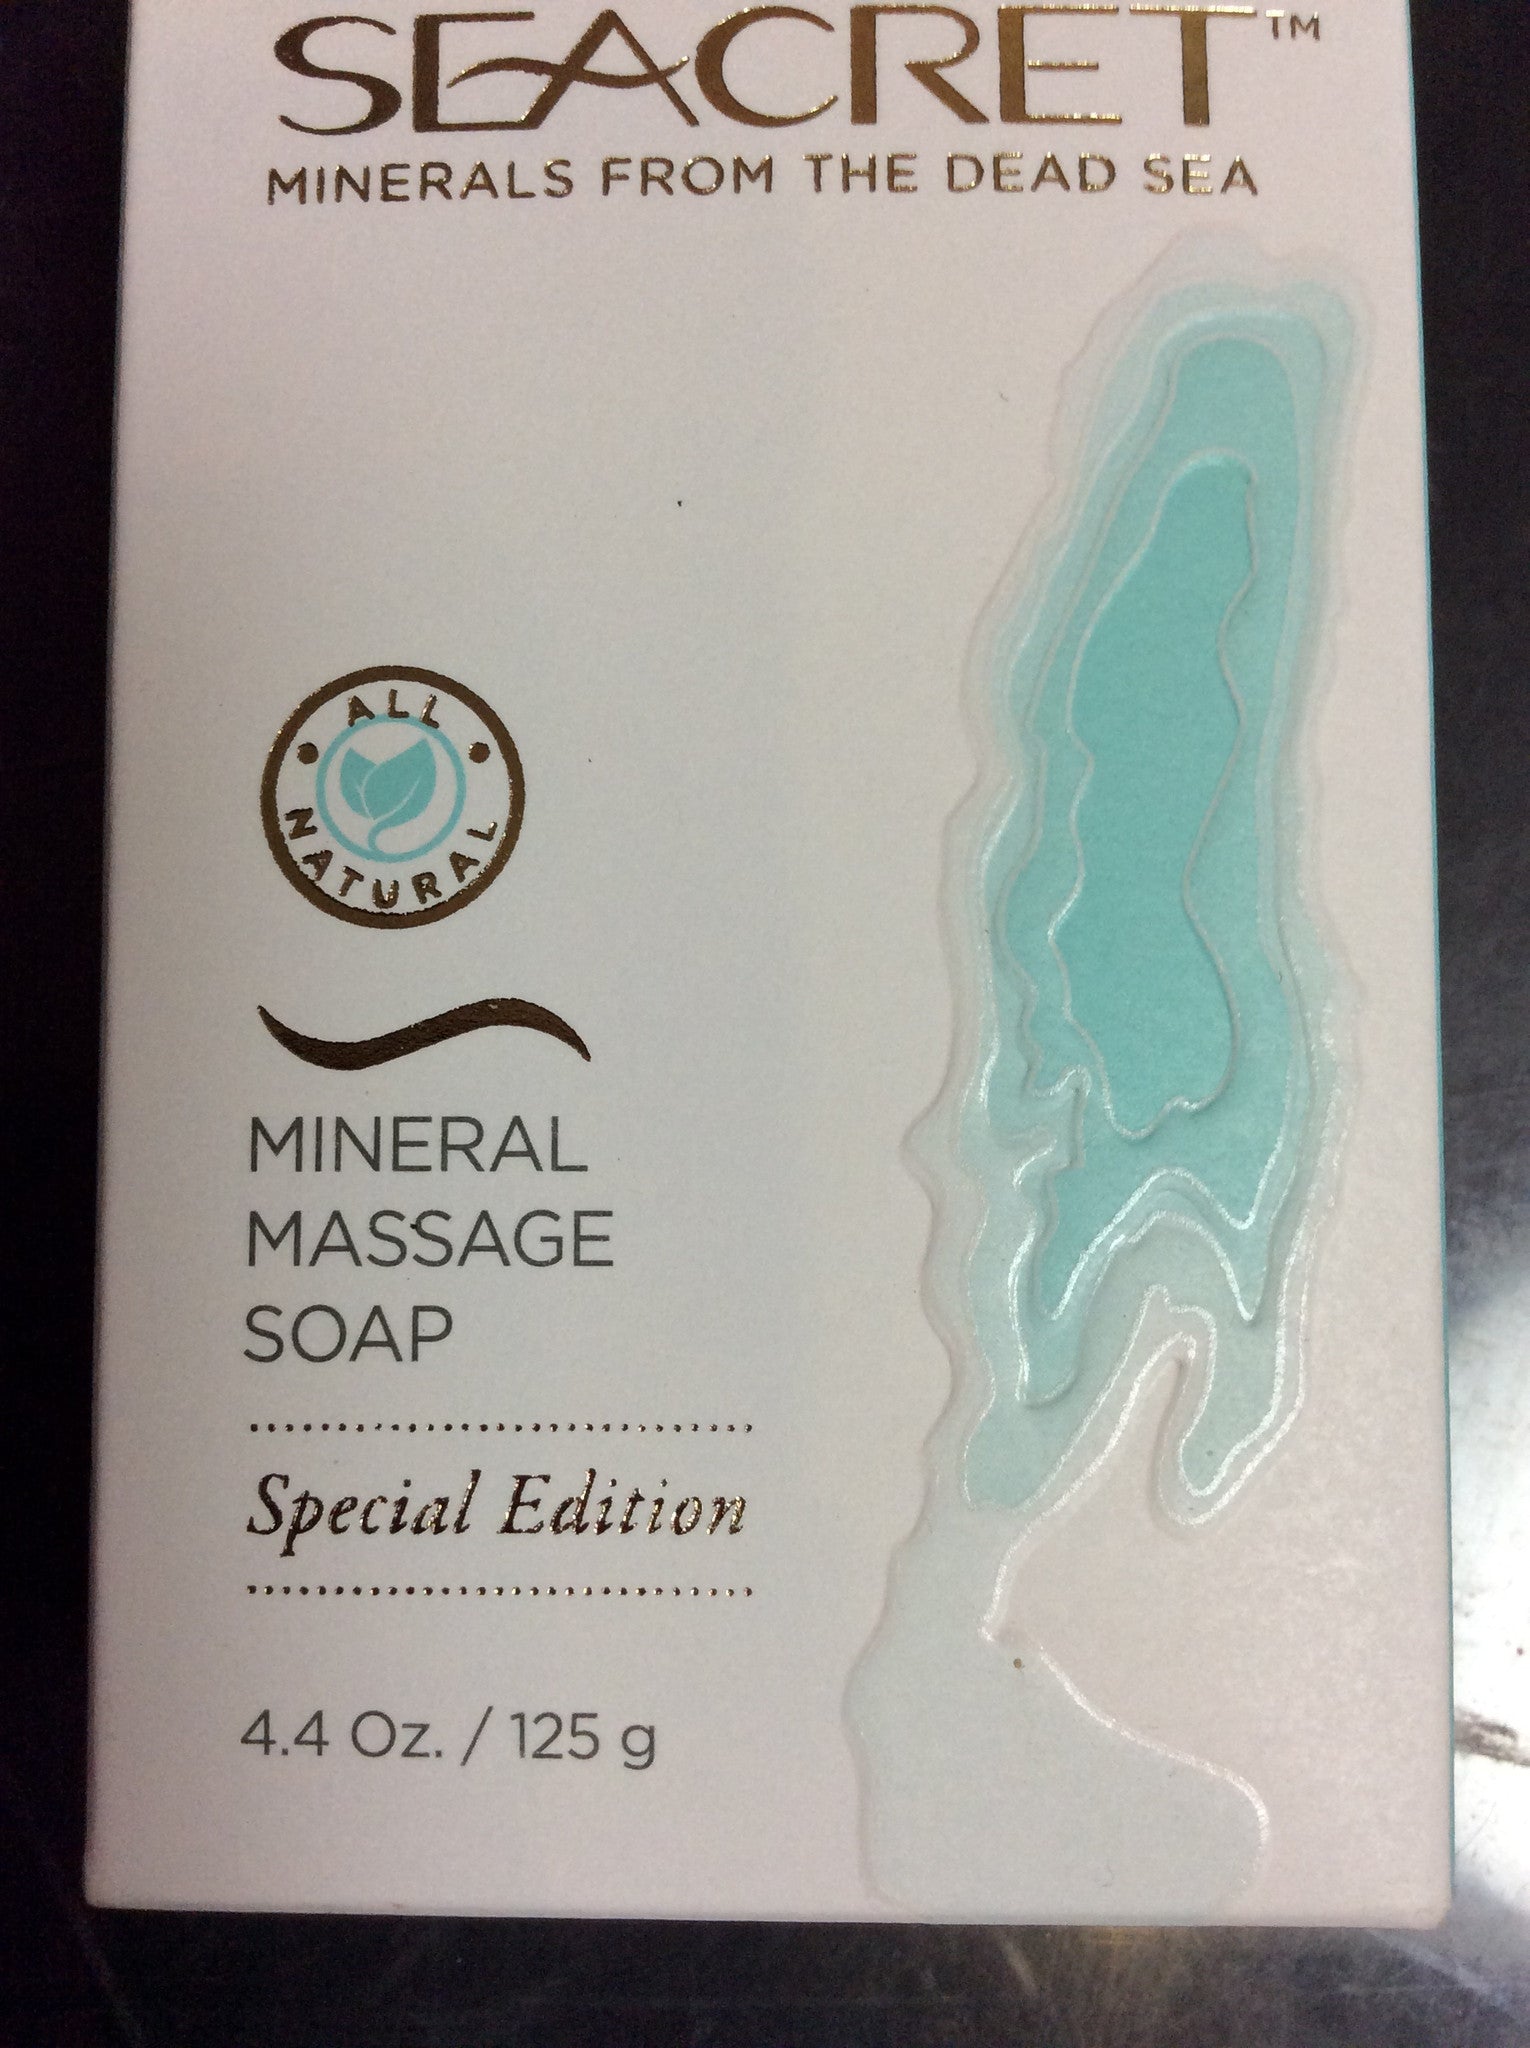 SEACRET™
MINERALS FROM THE DEAD SEA
ALL
NATURAL
MINERAL
MASSAGE
SOAP
Special Edition
4.4 Oz. / 125 g